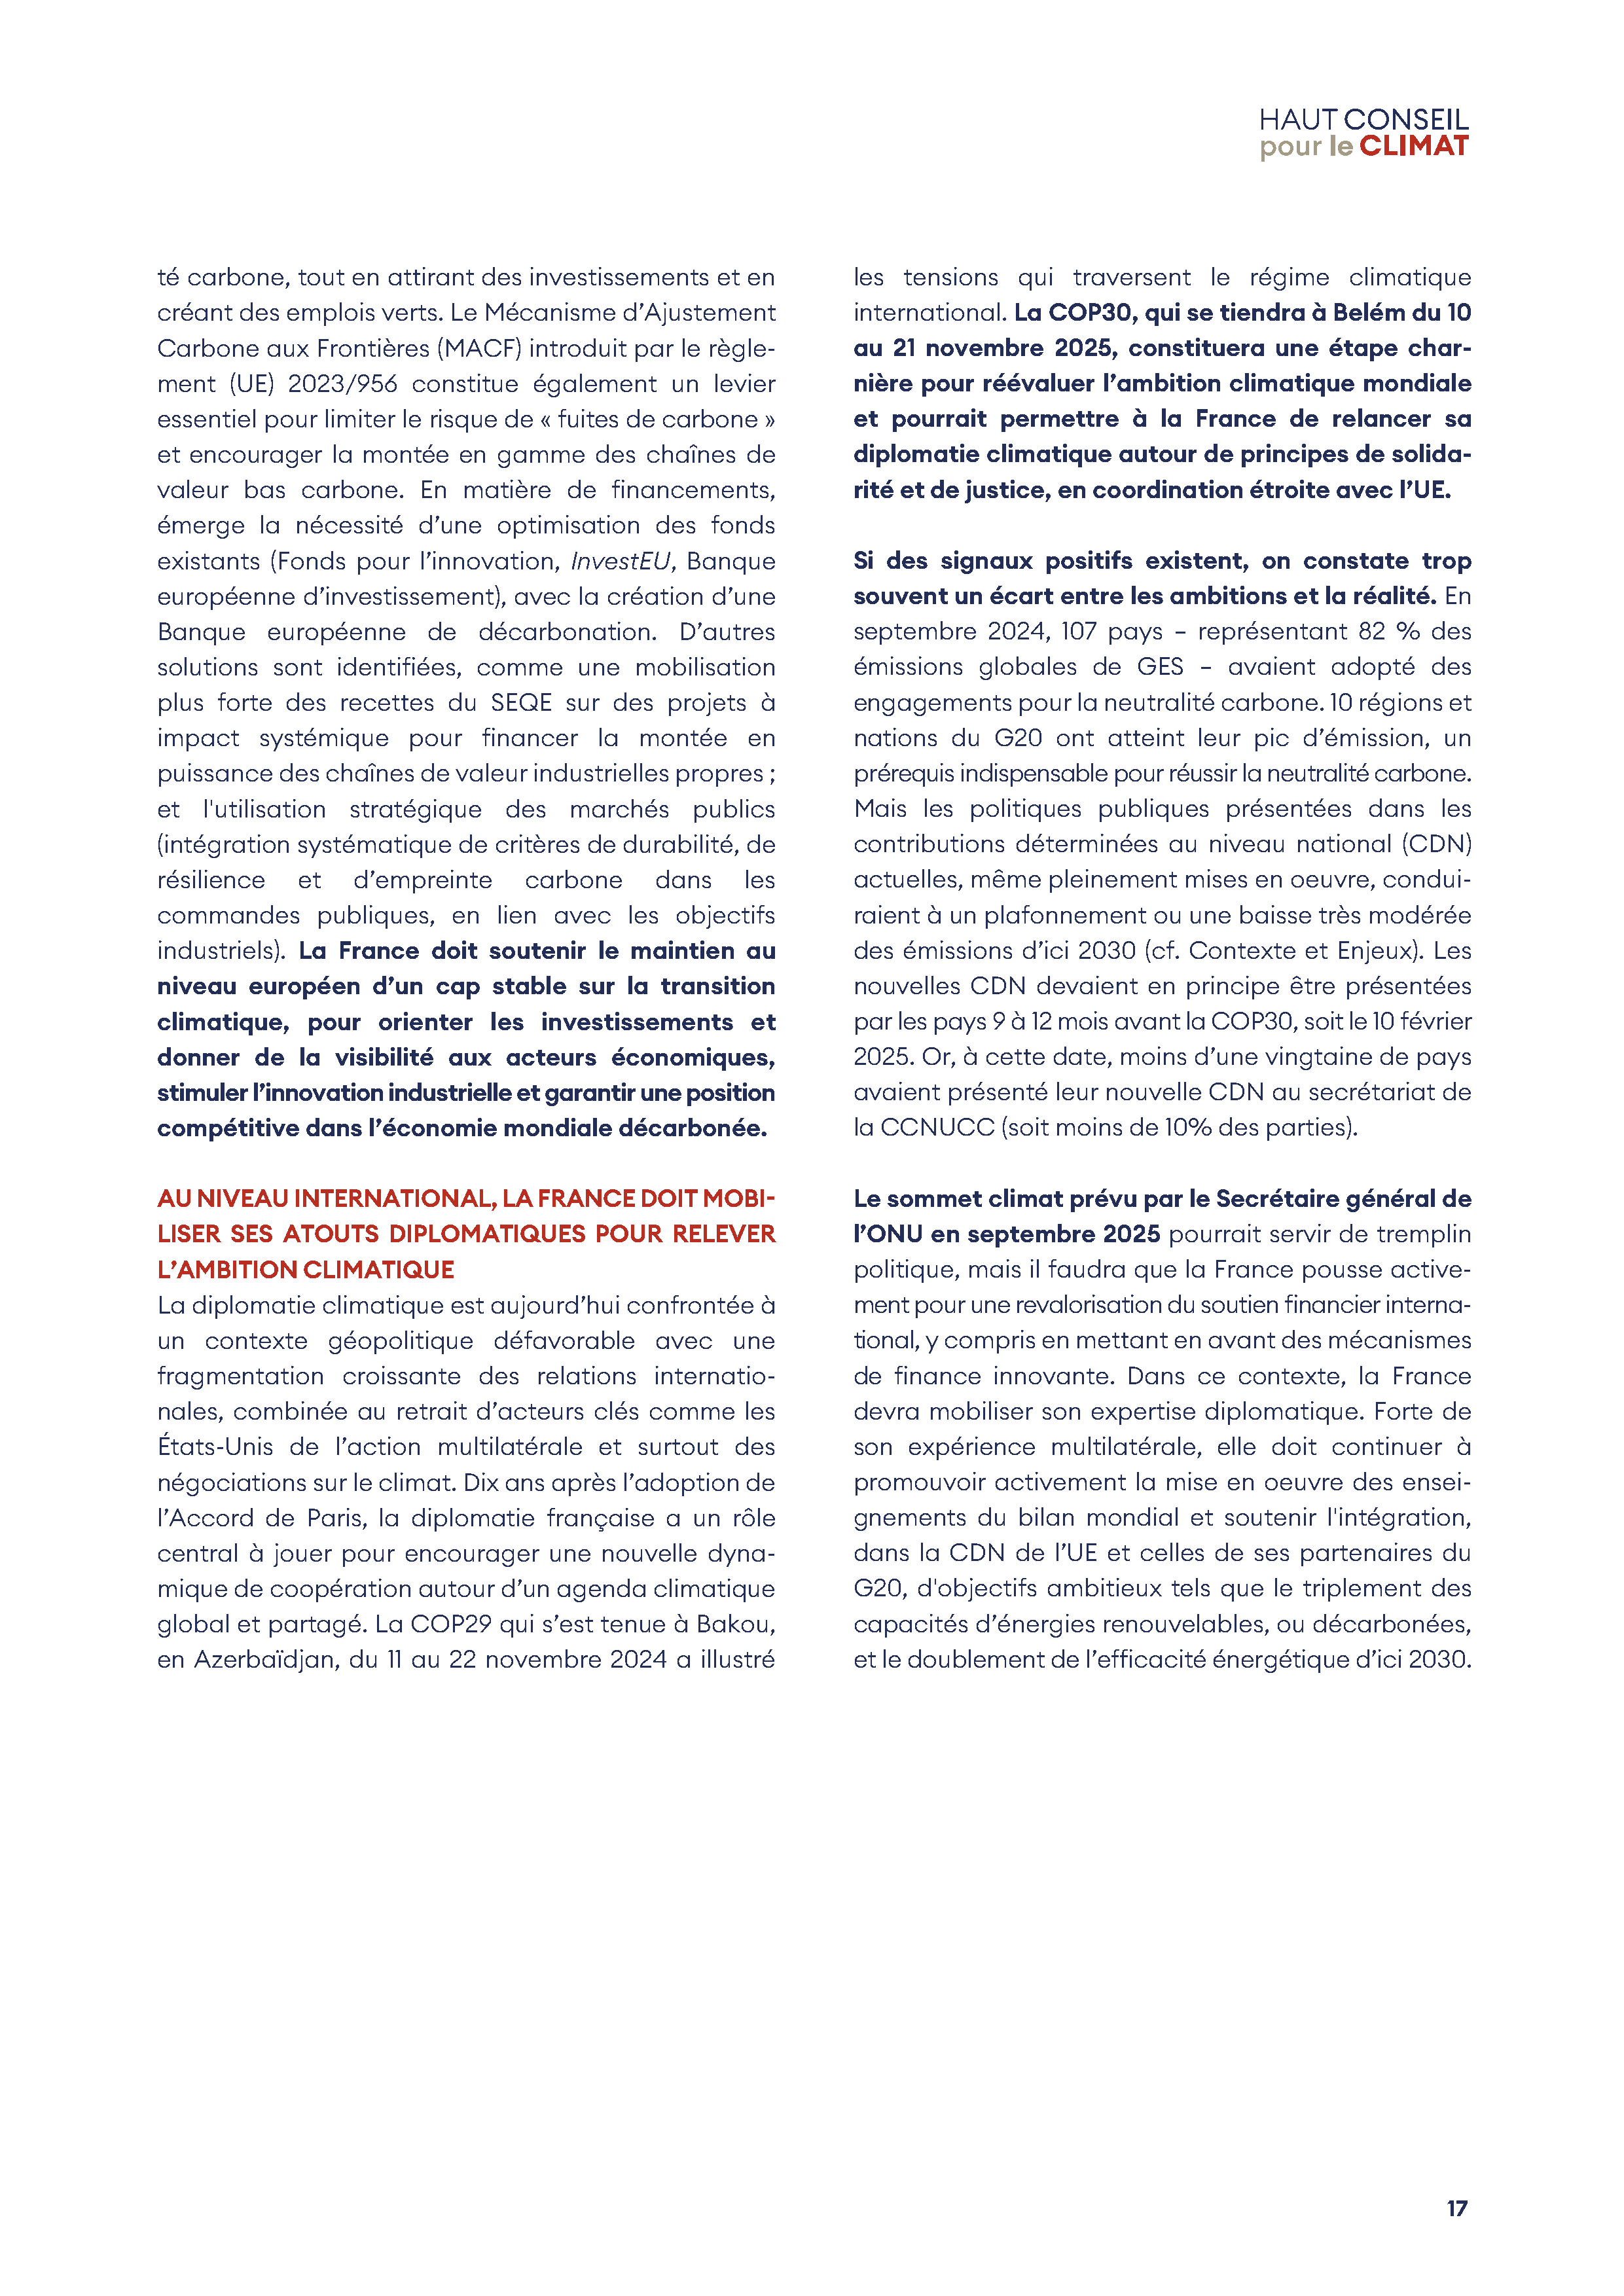 HAUT CONSEIL
pour le CLIMAT
té carbone, tout en attirant des investissements et en
créant des emplois verts. Le Mécanisme d’Ajustement
Carbone aux Frontières (MACF) introduit par le règle-
ment (UE) 2023/956 constitue également un levier
essentiel pour limiter le risque de « fuites de carbone »
et encourager la montée en gamme des chaînes de
valeur bas carbone. En matière de financements,
émerge la nécessité d’une optimisation des fonds
existants (Fonds pour l’innovation, InvestEU, Banque
européenne d’investissement), avec la création d’une
Banque européenne de décarbonation. D’autres
solutions sont identifiées, comme une mobilisation
plus forte des recettes du SEQE sur des projets à
impact systémique pour financer la montée en
puissance des chaînes de valeur industrielles propres ;
et l'utilisation stratégique des marchés publics
(intégration systématique de critères de durabilité, de
résilience et d’empreinte carbone dans les
commandes publiques, en lien avec les objectifs
industriels). La France doit soutenir le maintien au
niveau européen d’un cap stable sur la transition
climatique, pour orienter les investissements et
donner de la visibilité aux acteurs économiques,
stimuler l’innovation industrielle et garantir une position
compétitive dans l’économie mondiale décarbonée.
AU NIVEAU INTERNATIONAL, LA FRANCE DOIT MOBI-
LISER SES ATOUTS DIPLOMATIQUES POUR RELEVER
L’AMBITION CLIMATIQUE
La diplomatie climatique est aujourd’hui confrontée à
un contexte géopolitique défavorable avec une
fragmentation croissante des relations internatio-
nales, combinée au retrait d’acteurs clés comme les
États-Unis de l’action multilatérale et surtout des
négociations sur le climat. Dix ans après l’adoption de
l’Accord de Paris, la diplomatie française a un rôle
central à jouer pour encourager une nouvelle dyna-
mique de coopération autour d’un agenda climatique
global et partagé. La COP29 qui s’est tenue à Bakou,
en Azerbaïdjan, du 11 au 22 novembre 2024 a illustré
les tensions qui traversent le régime climatique
international. La COP30, qui se tiendra à Belém du 10
au 21 novembre 2025, constituera une étape char-
nière pour réévaluer l’ambition climatique mondiale
et pourrait permettre à la France de relancer sa
diplomatie climatique autour de principes de solida-
rité et de justice, en coordination étroite avec l’UE.
Si des signaux positifs existent, on constate trop
souvent un écart entre les ambitions et la réalité. En
septembre 2024, 107 pays – représentant 82 % des
émissions globales de GES – avaient adopté des
engagements pour la neutralité carbone. 10 régions et
nations du G20 ont atteint leur pic d’émission, un
prérequis indispensable pour réussir la neutralité carbone.
Mais les politiques publiques présentées dans les
contributions déterminées au niveau national (CDN)
actuelles, même pleinement mises en oeuvre, condui-
raient à un plafonnement ou une baisse très modérée
des émissions d’ici 2030 (cf. Contexte et Enjeux). Les
nouvelles CDN devaient en principe être présentées
par les pays 9 à 12 mois avant la COP30, soit le 10 février
2025. Or, à cette date, moins d’une vingtaine de pays
avaient présenté leur nouvelle CDN au secrétariat de
la CCNUCC (soit moins de 10% des parties).
Le sommet climat prévu par le Secrétaire général de
l’ONU en septembre 2025 pourrait servir de tremplin
politique, mais il faudra que la France pousse active-
ment pour une revalorisation du soutien financier interna-
tional, y compris en mettant en avant des mécanismes
de finance innovante. Dans ce contexte, la France
devra mobiliser son expertise diplomatique. Forte de
son expérience multilatérale, elle doit continuer à
promouvoir activement la mise en oeuvre des ensei-
gnements du bilan mondial et soutenir l'intégration,
dans la CDN de l’UE et celles de ses partenaires du
G20, d'objectifs ambitieux tels que le triplement des
capacités d’énergies renouvelables, ou décarbonées,
et le doublement de l’efficacité énergétique d’ici 2030.
17